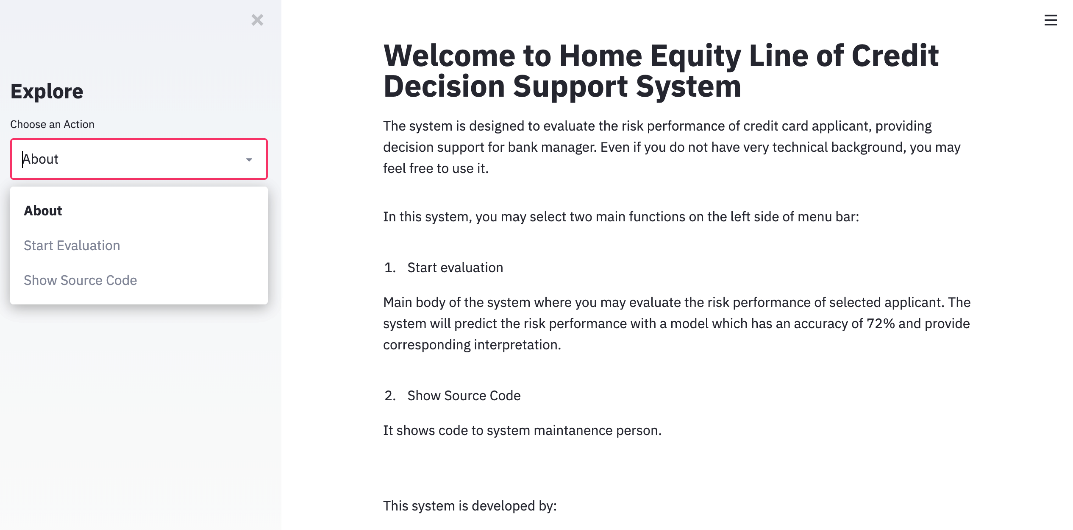 Explore
Choose an Action
About
About
Start Evaluation
Show Source Code
Welcome to Home Equity Line of Credit
Decision Support System
The system is designed to evaluate the risk performance of credit card applicant, providing
decision support for bank manager. Even if you do not have very technical background, you may
feel free to use it.
In this system, you may select two main functions on the left side of menu bar:
1. Start evaluation
Main body of the system where you may evaluate the risk performance of selected applicant. The
system will predict the risk performance with a model which has an accuracy of 72% and provide
corresponding interpretation.
2. Show Source Code
It shows code to system maintanence person.
This system is developed by: